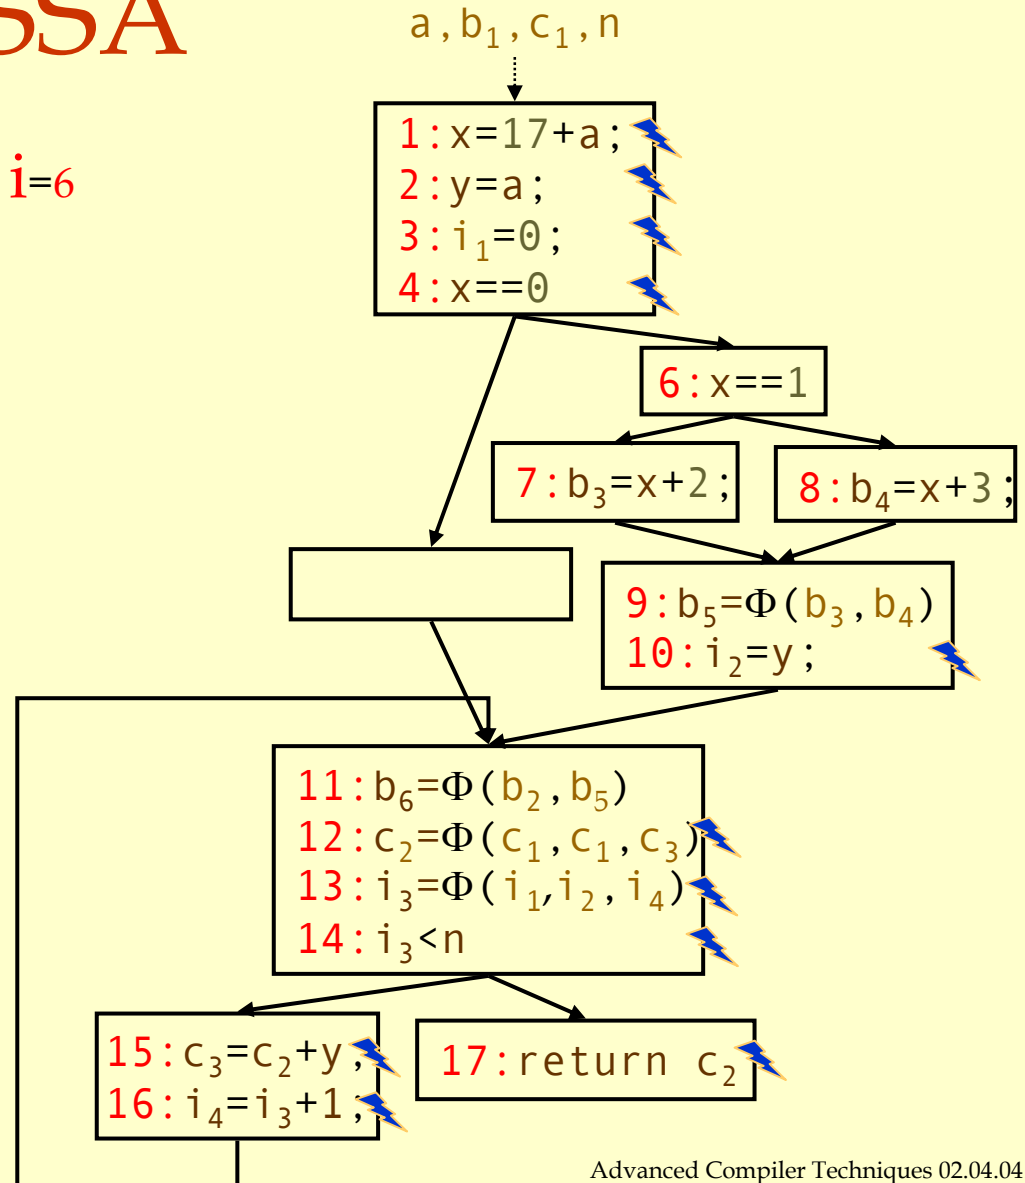 SSA
a,b₁,c₁,n
i=6
1:x=17+a;
2:y=a;
3:i₁=0;
4:x==0
6:x==1
7:b₃=x+2;
8:b₄=x+3;
9:b₅=Φ(b₃,b₄)
10:i₂=y;
11:b₆=Φ(b₂,b₅)
12:c₂=Φ(c₁,c₁,c₃)
13:i₃=Φ(i₁,i₂,i₄)
14:i₃<n
15:c₃=c₂+y;
16:i₄=i₃+1;
17:return c₂
Advanced Compiler Techniques 02.04.04